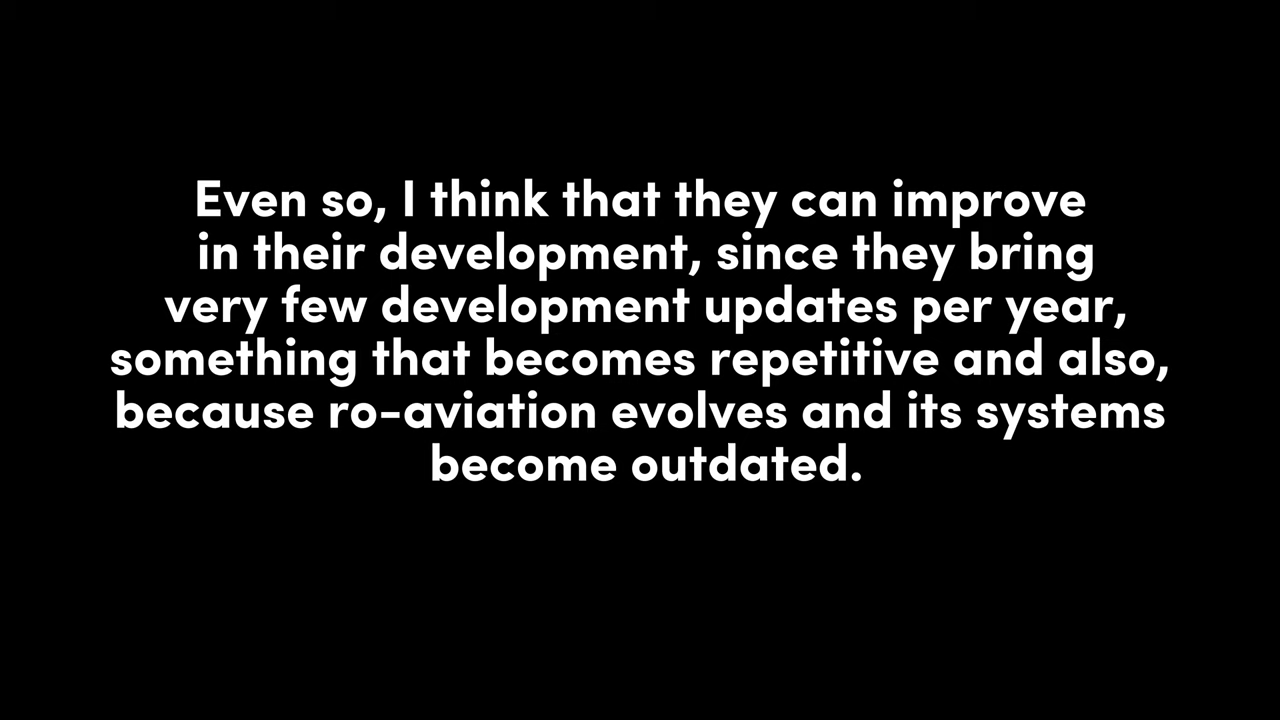 Even so, I think that they can improve
in their development, since they bring
very few development updates per year,
something that becomes repetitive and also,
because ro-aviation evolves and its systems
become outdated.